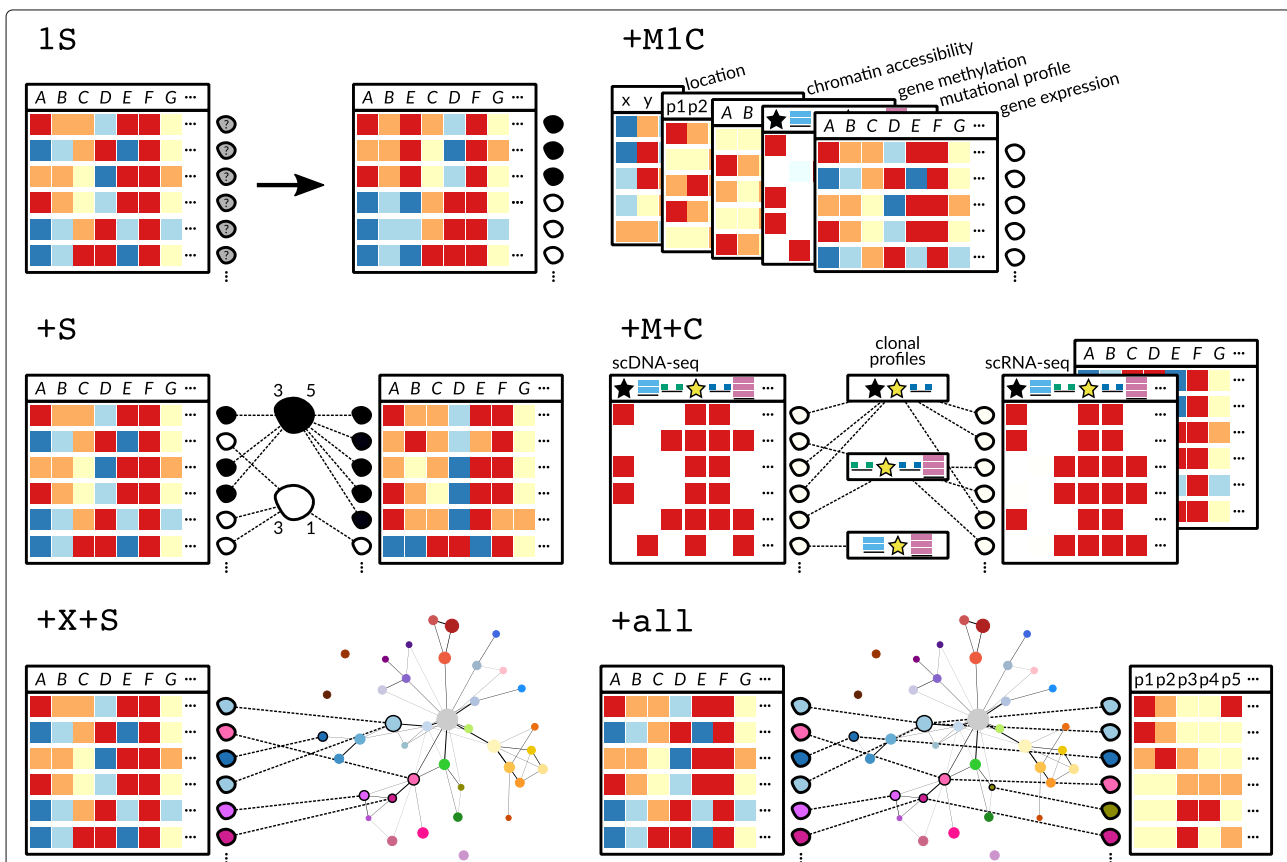 1S
A B C D E F G ...
? ? ? ? ? ?
A B E C D F G ...
+M1C
location
chromatin accessibility
gene methylation
mutational profile
gene expression
x y
p1 p2
A B
A B C D E F G ...
+S
A B C D E F G ...
3 5
3 1
A B C D E F G ...
+M+C
scDNA-seq
clonal
profiles
scRNA-seq
A B C D E F G ...
+X+S
A B C D E F G ...
+all
A B C D E F G ...
p1 p2 p3 p4 p5 ...